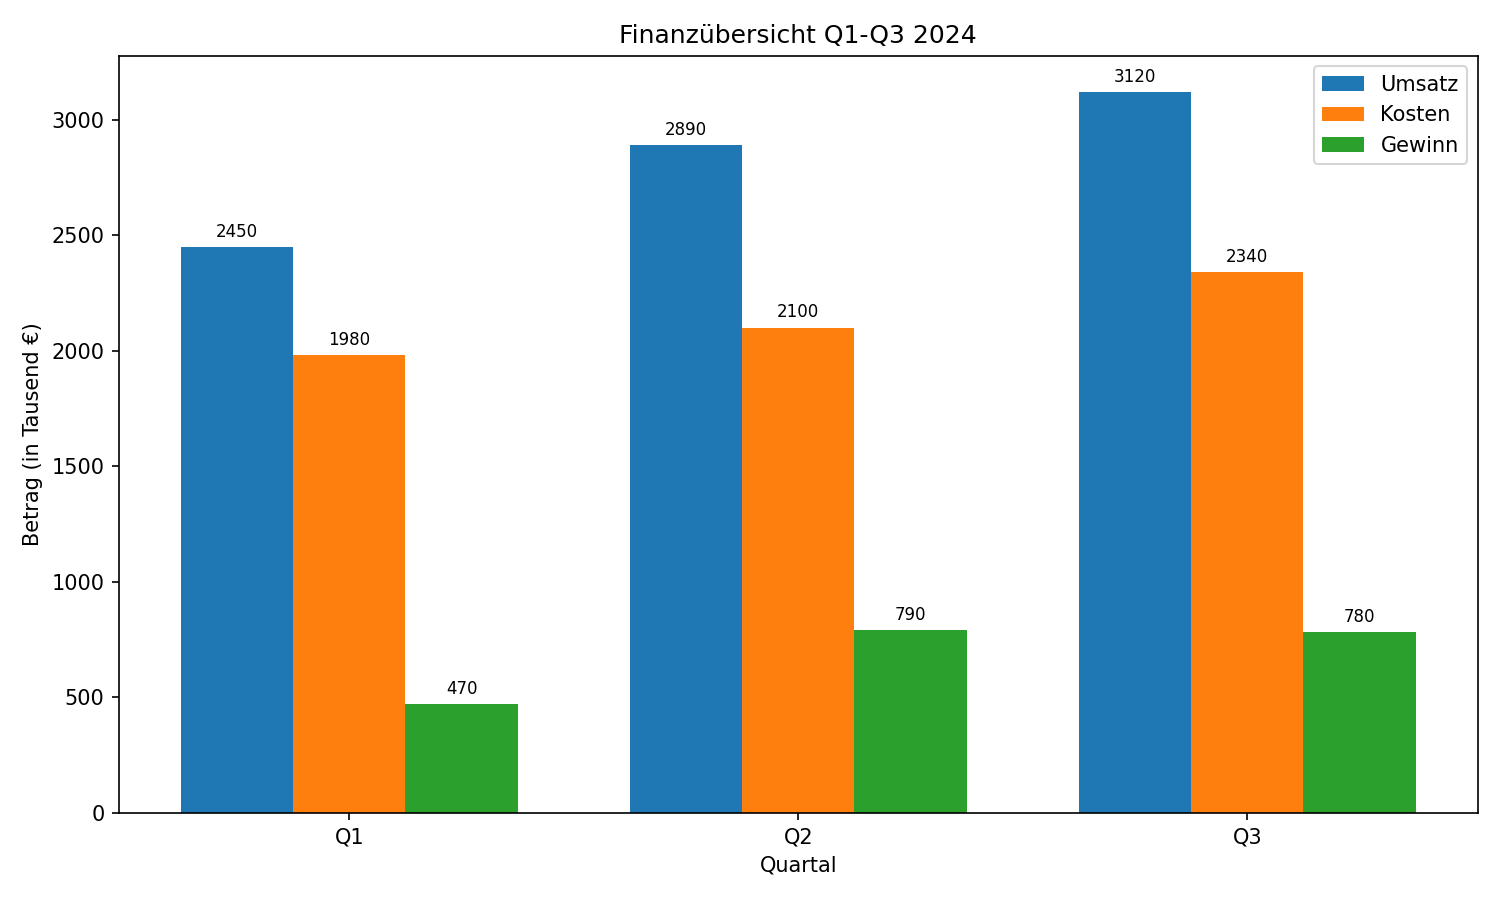 Finanzübersicht Q1-Q3 2024
Umsatz
Kosten
Gewinn
Betrag (in Tausend €)
3000
2500
2000
1500
1000
500
0
2450
1980
470
2890
2100
790
3120
2340
780
Q1
Q2
Q3
Quartal